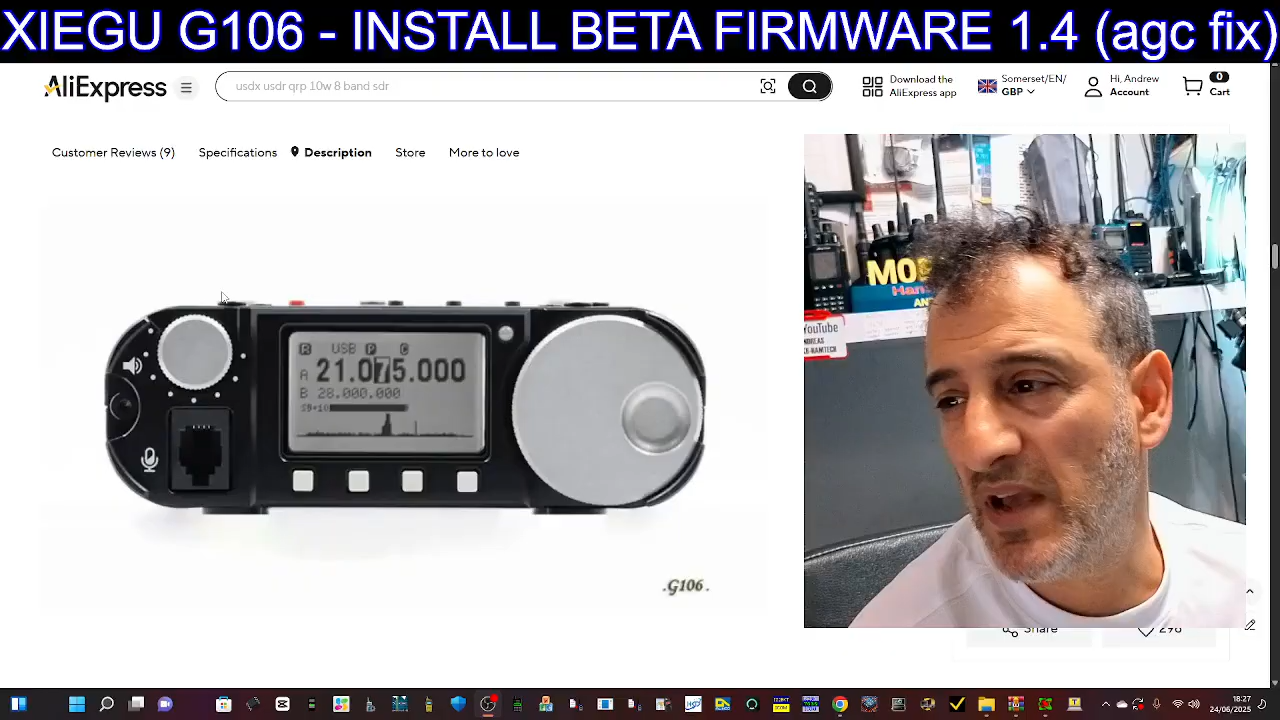 XIEGU G106 - INSTALL BETA FIRMWARE 1.4 (agc fix)
AliExpress
usdx usdr qrp 10w 8 band sdr
Download the
AliExpress app
Somerset/EN/
GBP
Hi, Andrew
Account
0
Cart
Customer Reviews (9)
Specifications
Description
Store
More to love
R USB P
A 21.075.000
B 28.000.000
.G106.
MO
YouTube
Share
18:27
24/06/2025